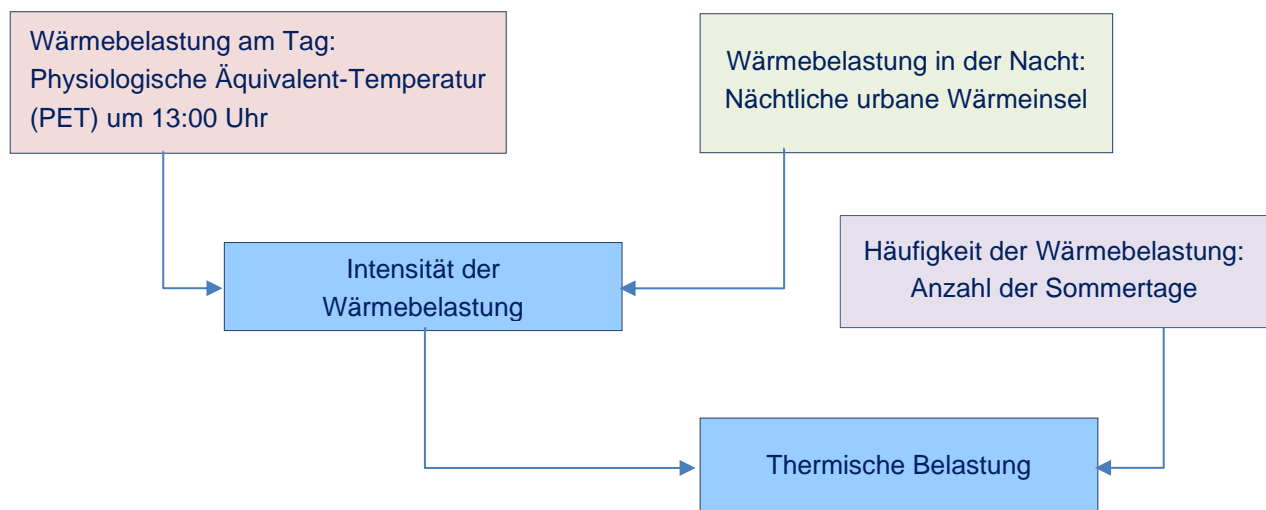 Wärmebelastung am Tag:
Physiologische Äquivalent-Temperatur
(PET) um 13:00 Uhr
Wärmebelastung in der Nacht:
Nächtliche urbane Wärmeinsel
Häufigkeit der Wärmebelastung:
Anzahl der Sommertage
Intensität der
Wärmebelastung
Thermische Belastung